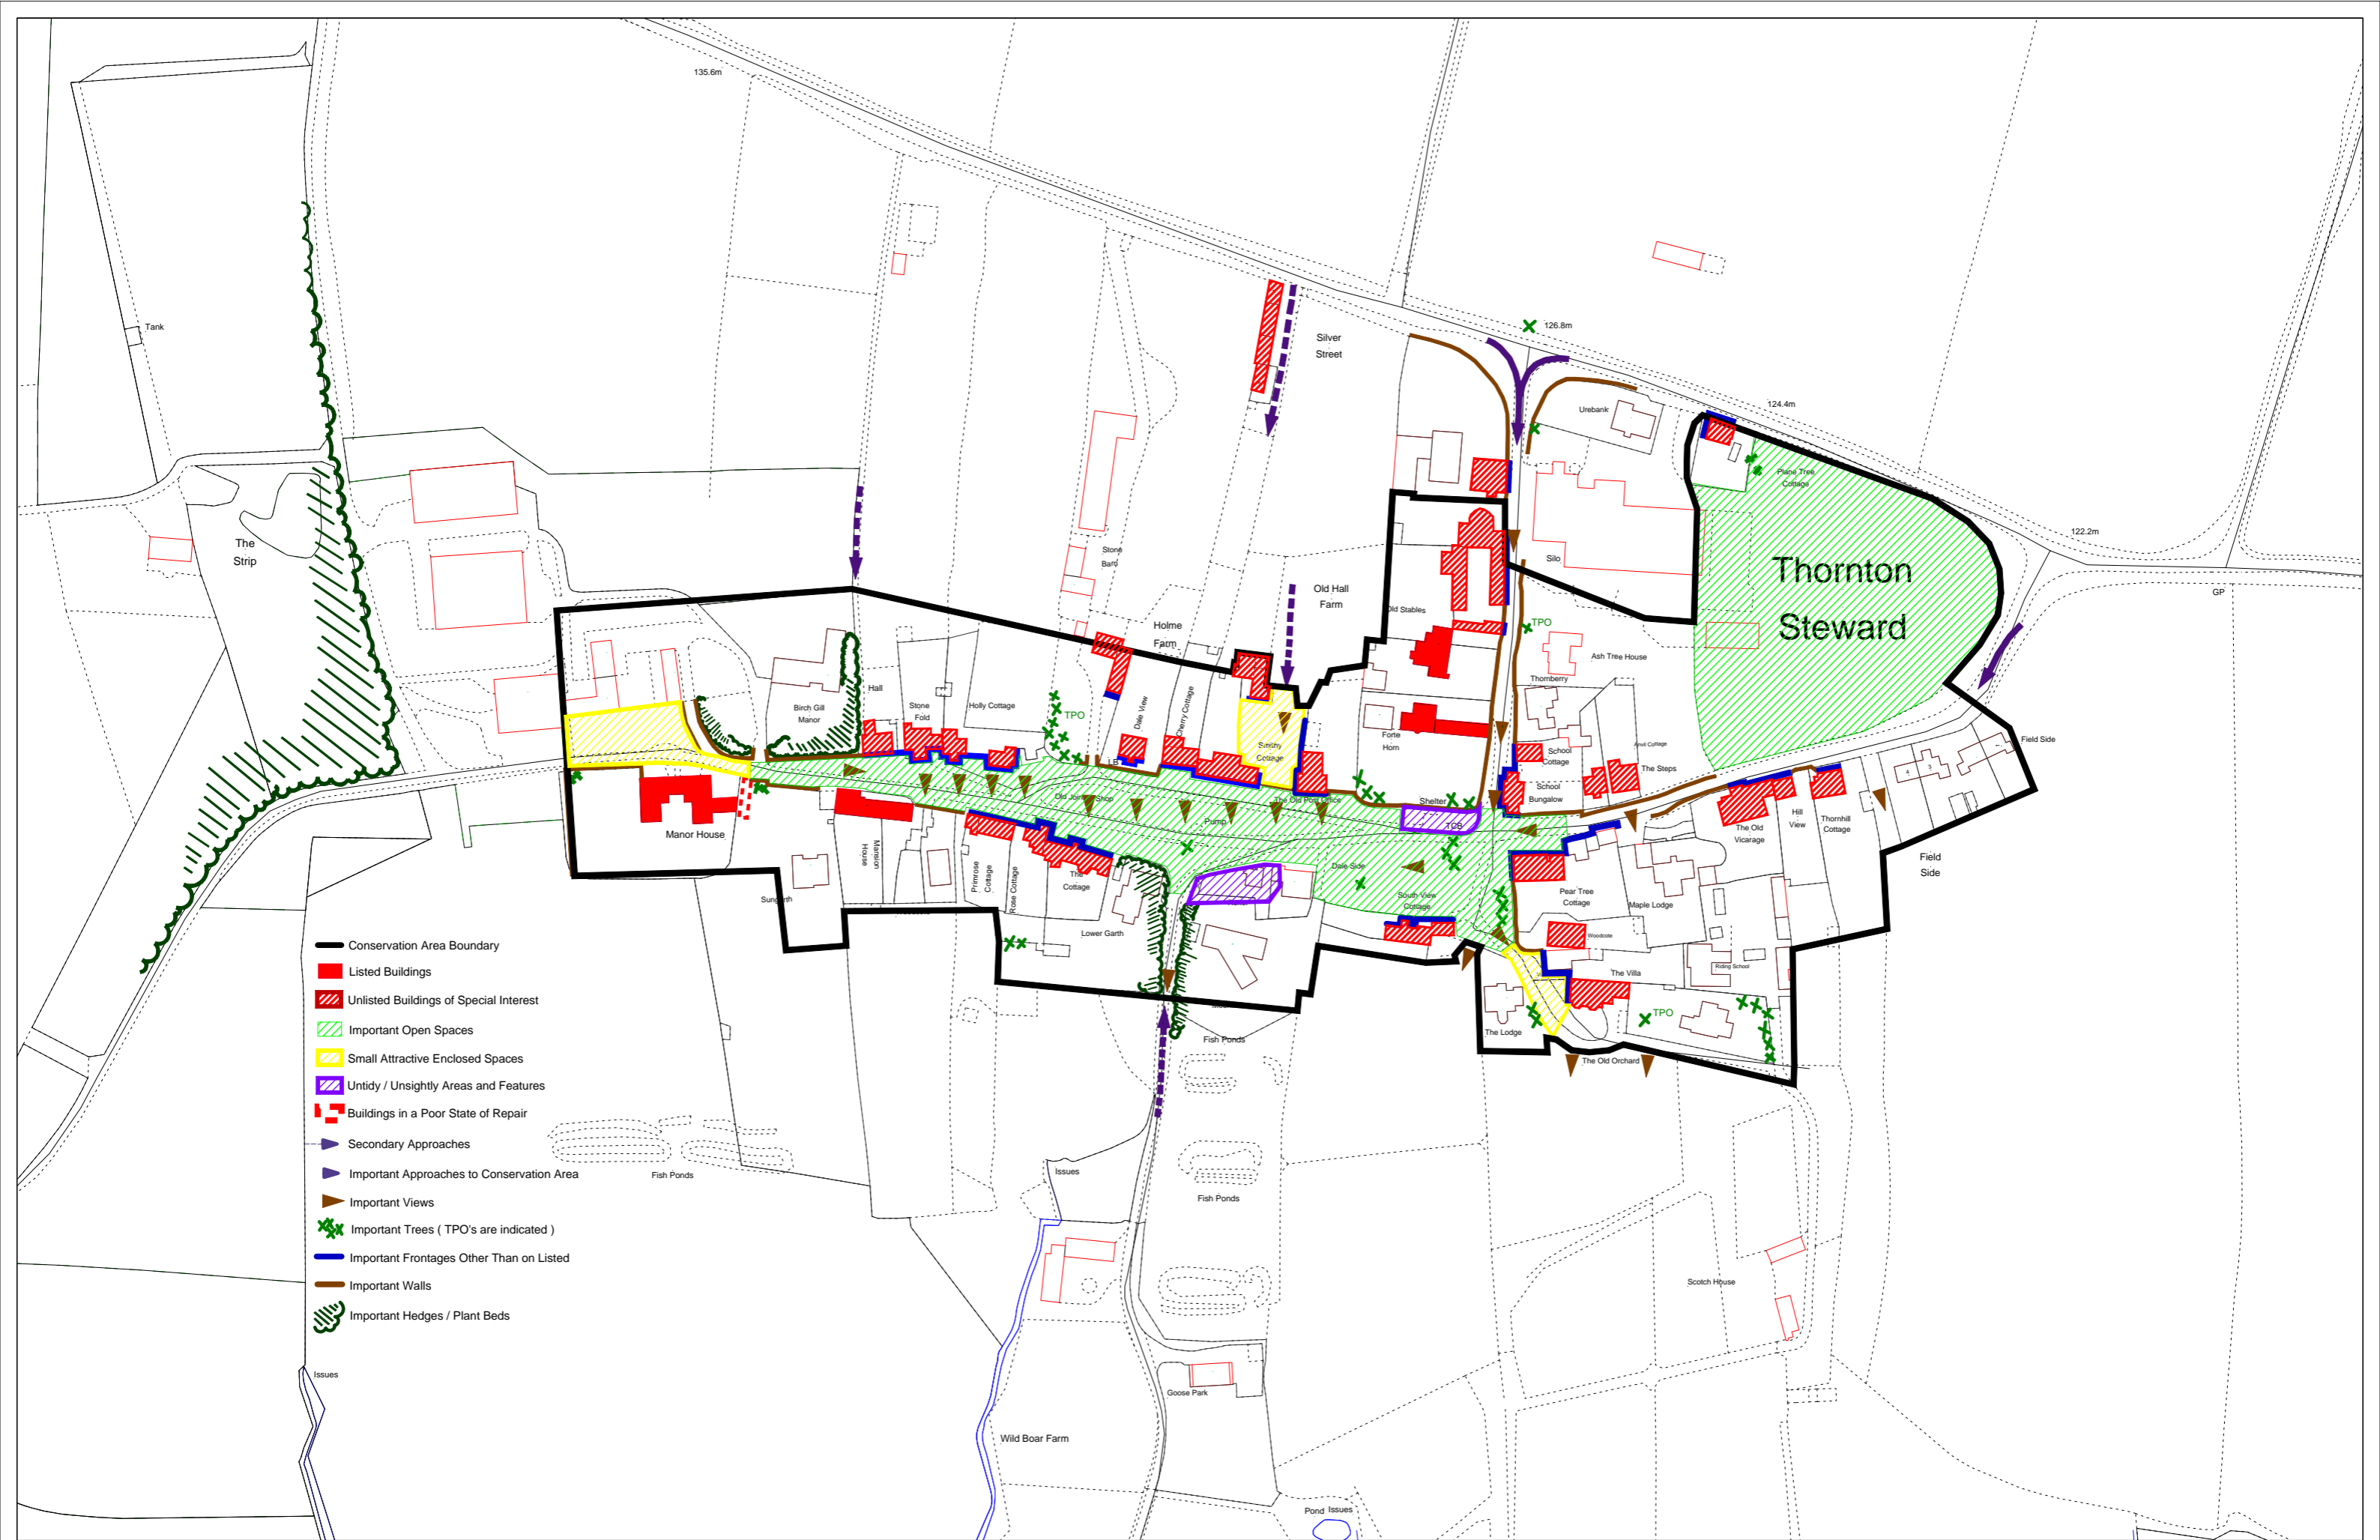 135.6m
Tank
Silver
Street
126.8m
Urebank
124.4m
Plane Tree
Cottage
122.2m
The
Strip
Stone
Barn
Silo
Thornton
Steward
GP
Old Hall
Farm
Old Stables
TPO
Holme
Farm
Ash Tree House
Thornberry
Hall
Birch Gill
Manor
Stone
Fold
Holly Cottage
TPO
Dale View
Cherry Cottage
Smithy
Cottage
Forte
Horn
School
Cottage
Anvil Cottage
The Steps
Field Side
LB
4
3
School
Bungalow
Old Joiners Shop
The Old Post Office
Shelter
Pump
TCB
Hill
View
Thornhill
Cottage
The Old
Vicarage
Manor House
Mansion
House
Primrose
Cottage
Rose Cottage
The
Cottage
Dale Side
Field
Side
South View
Cottage
Pear Tree
Cottage
Maple Lodge
Sungarth
Lower Garth
Woodcote
Riding School
The Villa
TPO
The Lodge
Fish Ponds
The Old Orchard
Conservation Area Boundary
Listed Buildings
Unlisted Buildings of Special Interest
Important Open Spaces
Small Attractive Enclosed Spaces
Untidy / Unsightly Areas and Features
Buildings in a Poor State of Repair
Secondary Approaches
Important Approaches to Conservation Area
Important Views
Important Trees ( TPO's are indicated )
Important Frontages Other Than on Listed
Important Walls
Important Hedges / Plant Beds
Fish Ponds
Issues
Fish Ponds
Scotch House
Issues
Goose Park
Wild Boar Farm
Pond
Issues